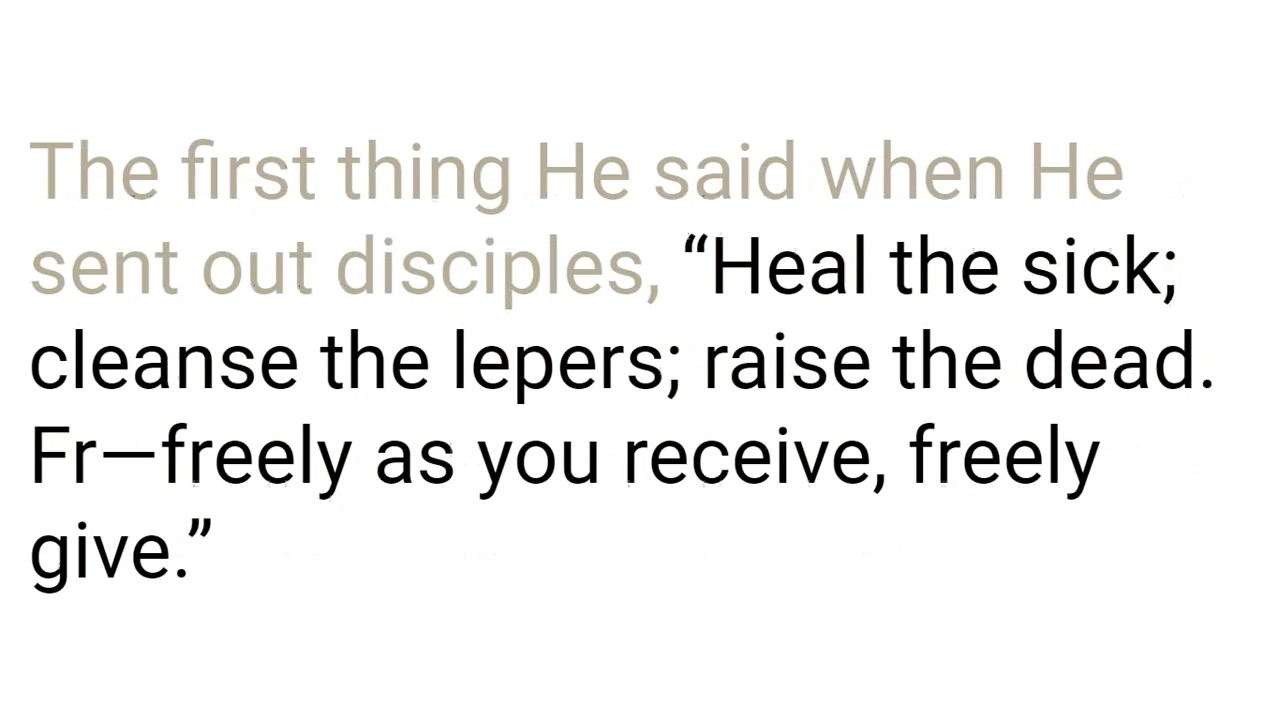 The first thing He said when He
sent out disciples, “Heal the sick;
cleanse the lepers; raise the dead.
Fr—freely as you receive, freely
give.”